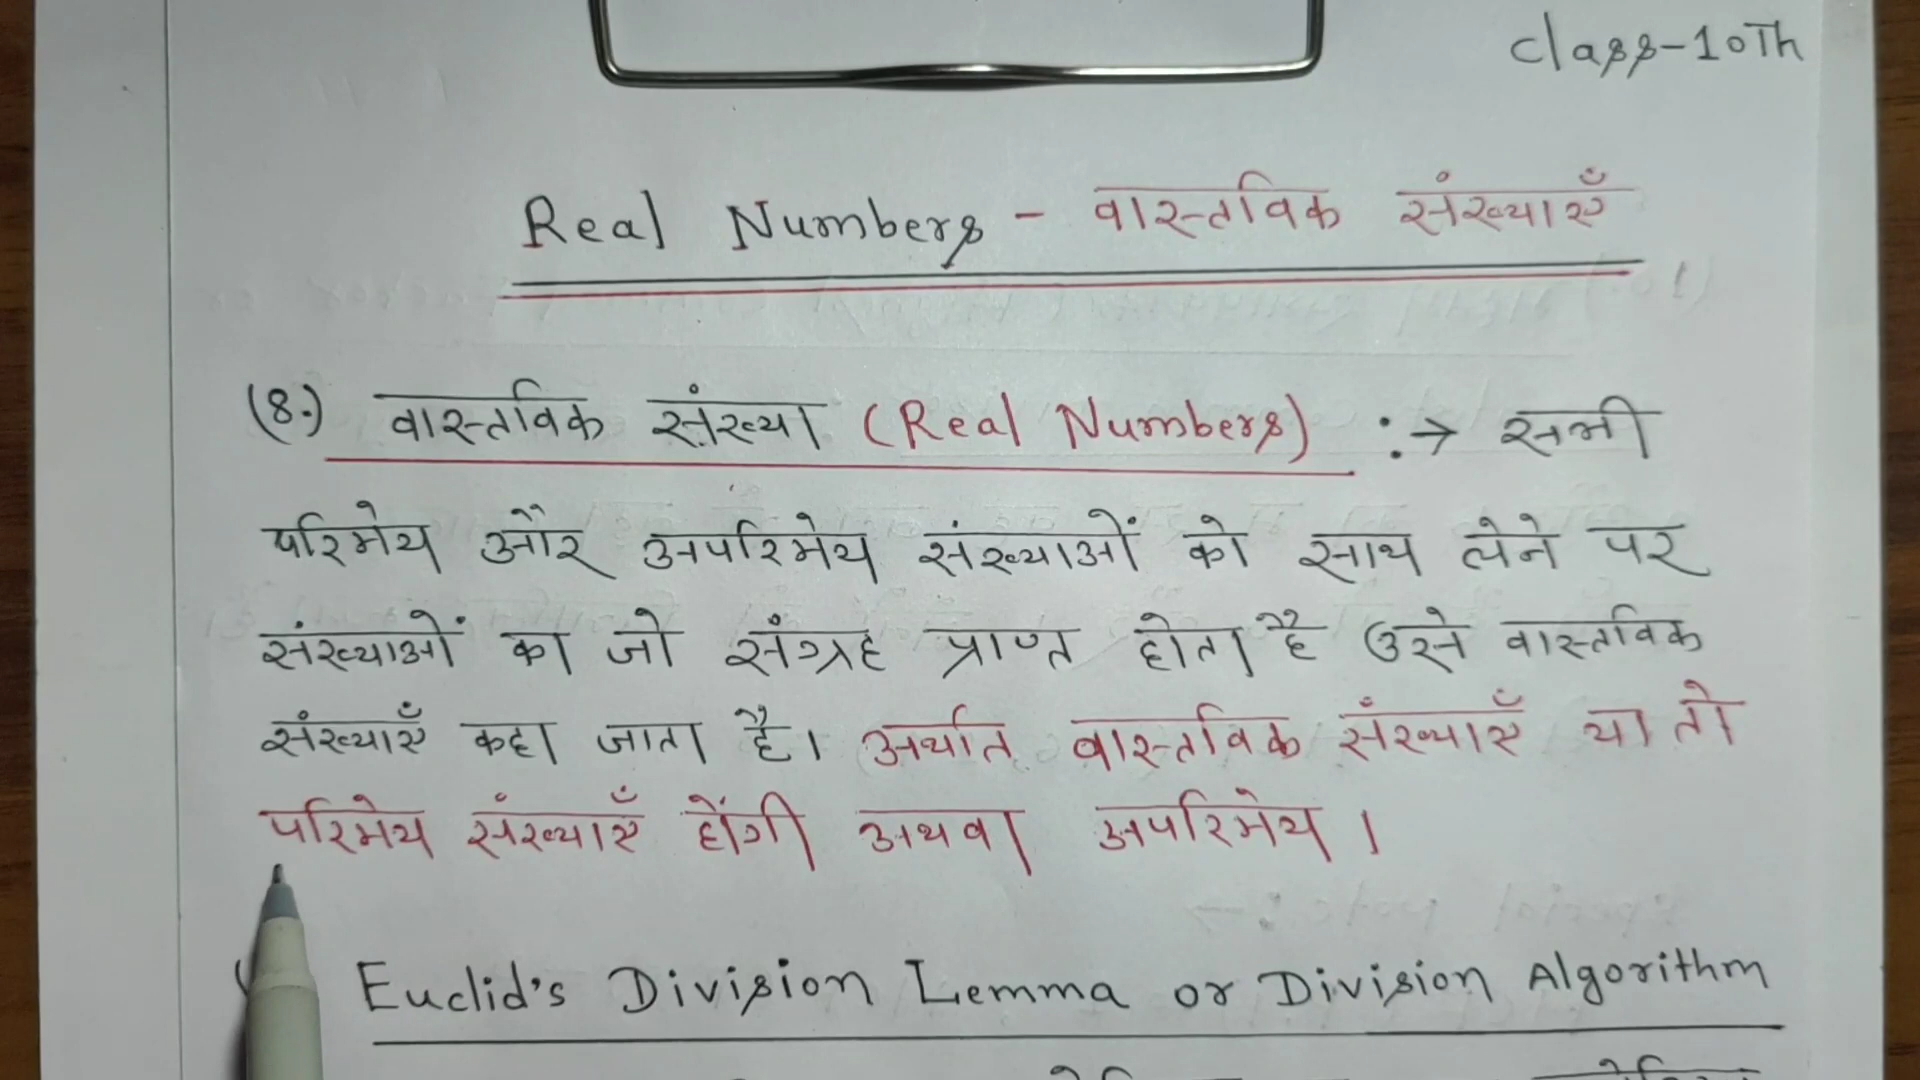 Class-10Th
Real Numbers - वास्तविक संख्याएँ
(8.) वास्तविक संख्या (Real Numbers) :→ सभी
परिमेय और अपरिमेय संख्याओं को साथ लेने पर
संख्याओं का जो संग्रह प्राप्त होता है उसे वास्तविक
संख्याएँ कहा जाता है। अर्थात वास्तविक संख्याएँ या तो
परिमेय संख्याएँ होंगी अथवा अपरिमेय।
Euclid's Division Lemma or Division Algorithm